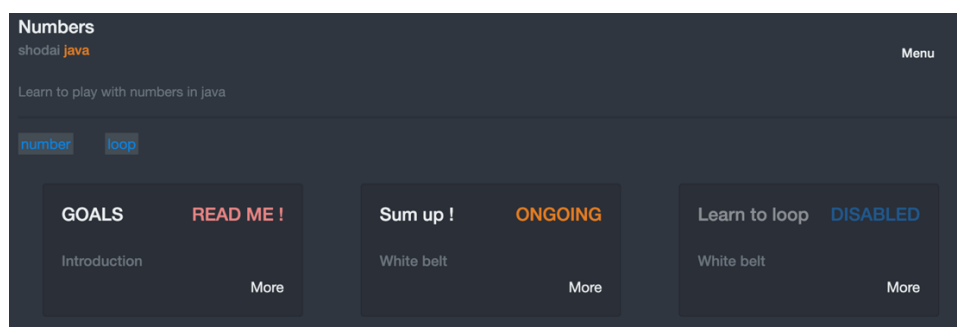 Numbers
shodai java
Menu
Learn to play with numbers in java
number loop
GOALS READ ME !
Introduction
More
Sum up ! ONGOING
White belt
More
Learn to loop DISABLED
White belt
More